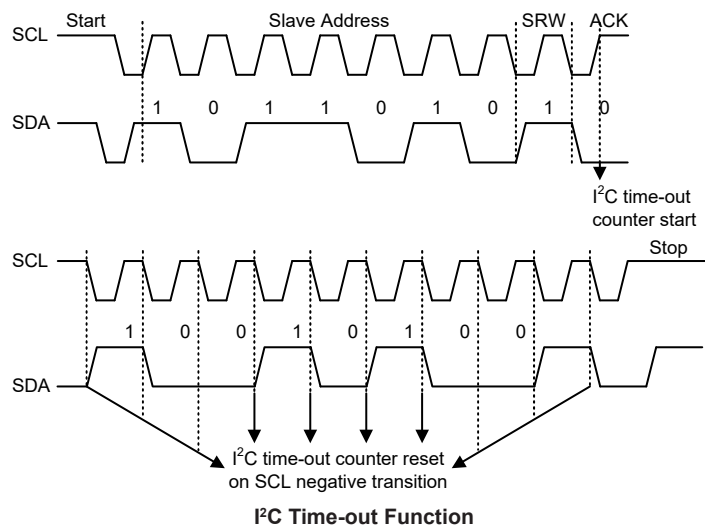 Start Slave Address SRW ACK
SCL
1 0 1 1 0 1 0 1 0
SDA
I²C time-out
counter start
Stop
SCL
1 0 0 1 0 1 0 0
SDA
I²C time-out counter reset
on SCL negative transition
I²C Time-out Function